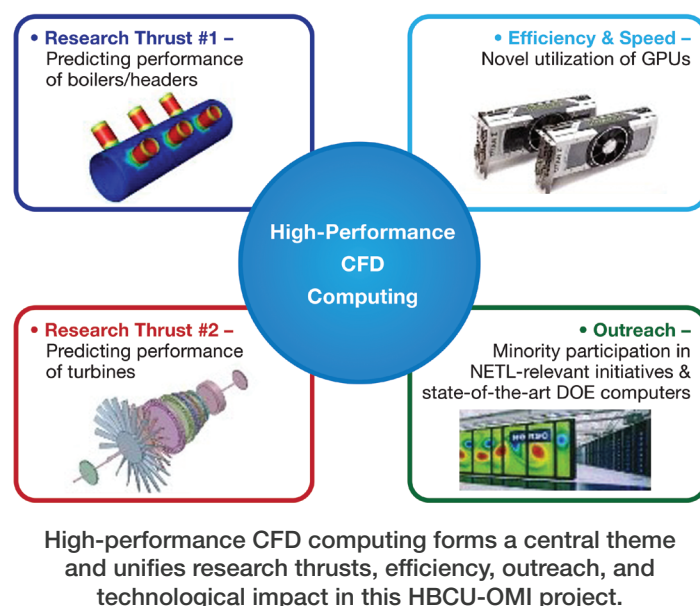 • Research Thrust #1 –
Predicting performance
of boilers/headers
• Efficiency & Speed –
Novel utilization of GPUs
High-Performance
CFD
Computing
• Research Thrust #2 –
Predicting performance
of turbines
• Outreach –
Minority participation in
NETL-relevant initiatives &
state-of-the-art DOE computers
High-performance CFD computing forms a central theme
and unifies research thrusts, efficiency, outreach, and
technological impact in this HBCU-OMI project.